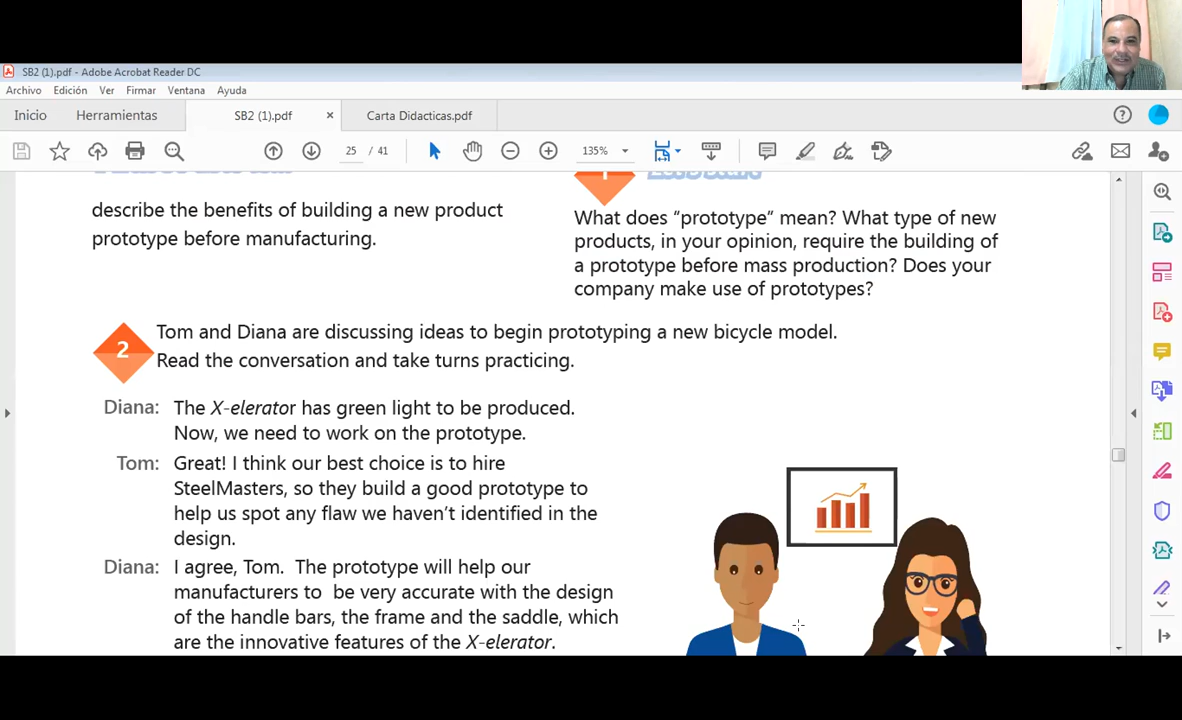 SB2 (1).pdf - Adobe Acrobat Reader DC
Archivo Edición Ver Firmar Ventana Ayuda
Inicio Herramientas SB2 (1).pdf × Carta Didacticas.pdf
25 / 41 135%
describe the benefits of building a new product
prototype before manufacturing.
1
What does “prototype” mean? What type of new
products, in your opinion, require the building of
a prototype before mass production? Does your
company make use of prototypes?
2
Tom and Diana are discussing ideas to begin prototyping a new bicycle model.
Read the conversation and take turns practicing.
Diana: The X-elerator has green light to be produced.
Now, we need to work on the prototype.
Tom: Great! I think our best choice is to hire
SteelMasters, so they build a good prototype to
help us spot any flaw we haven’t identified in the
design.
Diana: I agree, Tom. The prototype will help our
manufacturers to be very accurate with the design
of the handle bars, the frame and the saddle, which
are the innovative features of the X-elerator.